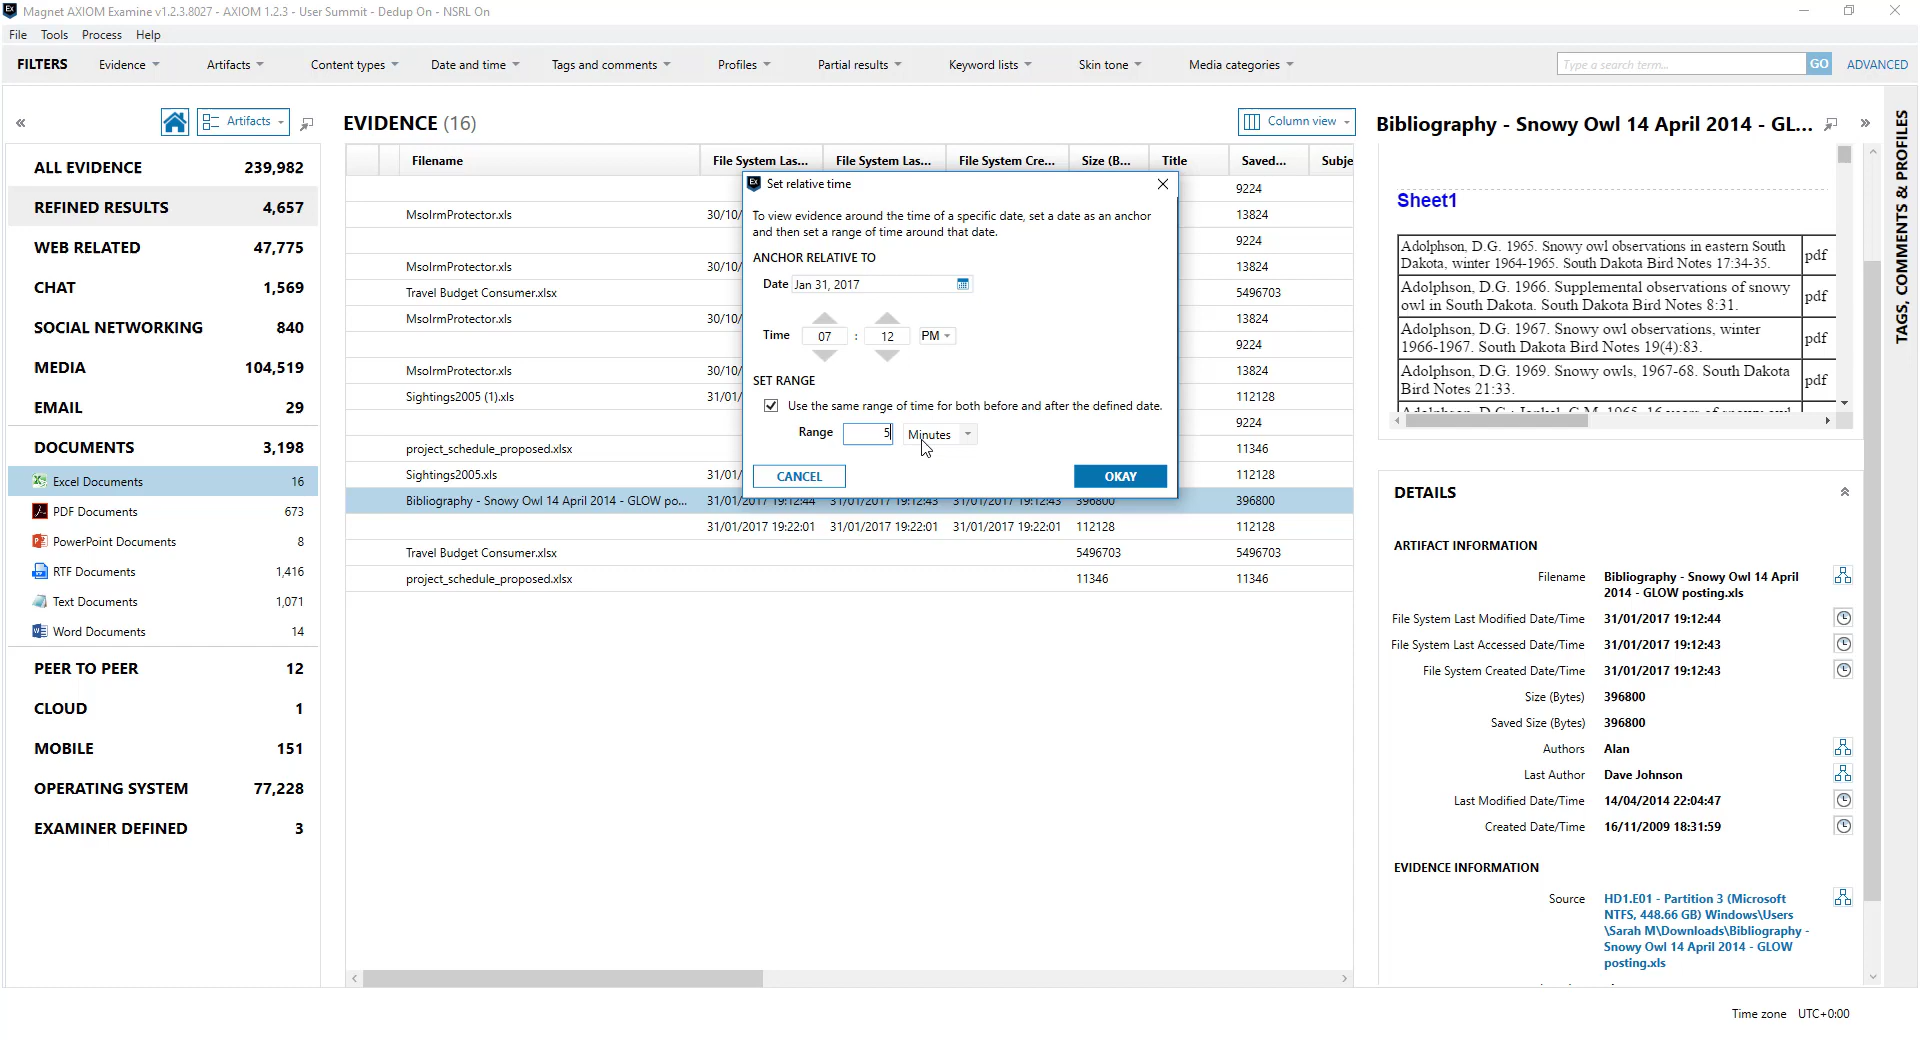 Magnet AXIOM Examine v1.2.3.8027 - AXIOM 1.2.3 - User Summit - Dedup On - NSRL On
File Tools Process Help
FILTERS Evidence Artifacts Content types Date and time Tags and comments Profiles Partial results Keyword lists Skin tone Media categories Type a search term... GO ADVANCED
Artifacts
ALL EVIDENCE 239,982
REFINED RESULTS 4,657
WEB RELATED 47,775
CHAT 1,569
SOCIAL NETWORKING 840
MEDIA 104,519
EMAIL 29
DOCUMENTS 3,198
Excel Documents 16
PDF Documents 673
PowerPoint Documents 8
RTF Documents 1,416
Text Documents 1,071
Word Documents 14
PEER TO PEER 12
CLOUD 1
MOBILE 151
OPERATING SYSTEM 77,228
EXAMINER DEFINED 3
EVIDENCE (16) Column view
Filename File System Las... File System Las... File System Cre... Size (B... Title Saved... Subje
9224
MsoIrmProtector.xls 30/10/ 13824
9224
MsoIrmProtector.xls 30/10/ 13824
Travel Budget Consumer.xlsx 5496703
MsoIrmProtector.xls 30/10/ 13824
9224
MsoIrmProtector.xls 30/10/ 13824
Sightings2005 (1).xls 31/01/ 112128
9224
project_schedule_proposed.xlsx 11346
Sightings2005.xls 31/01/ 112128
Bibliography - Snowy Owl 14 April 2014 - GLOW po... 31/01/2017 19:12:44 31/01/2017 19:12:43 31/01/2017 19:12:43 396800 396800
31/01/2017 19:22:01 31/01/2017 19:22:01 31/01/2017 19:22:01 112128 112128
Travel Budget Consumer.xlsx 5496703 5496703
project_schedule_proposed.xlsx 11346 11346
Set relative time
To view evidence around the time of a specific date, set a date as an anchor
and then set a range of time around that date.
ANCHOR RELATIVE TO
Date Jan 31, 2017
Time 07 : 12 PM
SET RANGE
Use the same range of time for both before and after the defined date.
Range 5 Minutes
CANCEL OKAY
Bibliography - Snowy Owl 14 April 2014 - GL...
Sheet1
Adolphson, D.G. 1965. Snowy owl observations in eastern South
Dakota, winter 1964-1965. South Dakota Bird Notes 17:34-35. pdf
Adolphson, D.G. 1966. Supplemental observations of snowy
owl in South Dakota. South Dakota Bird Notes 8:31. pdf
Adolphson, D.G. 1967. Snowy owl observations, winter
1966-1967. South Dakota Bird Notes 19(4):83. pdf
Adolphson, D.G. 1969. Snowy owls, 1967-68. South Dakota
Bird Notes 21:33. pdf
DETAILS
ARTIFACT INFORMATION
Filename Bibliography - Snowy Owl 14 April
2014 - GLOW posting.xls
File System Last Modified Date/Time 31/01/2017 19:12:44
File System Last Accessed Date/Time 31/01/2017 19:12:43
File System Created Date/Time 31/01/2017 19:12:43
Size (Bytes) 396800
Saved Size (Bytes) 396800
Authors Alan
Last Author Dave Johnson
Last Modified Date/Time 14/04/2014 22:04:47
Created Date/Time 16/11/2009 18:31:59
EVIDENCE INFORMATION
Source HD1.E01 - Partition 3 (Microsoft
NTFS, 448.66 GB) Windows\Users
\Sarah M\Downloads\Bibliography -
Snowy Owl 14 April 2014 - GLOW
posting.xls
TAGS, COMMENTS & PROFILES
Time zone UTC+0:00